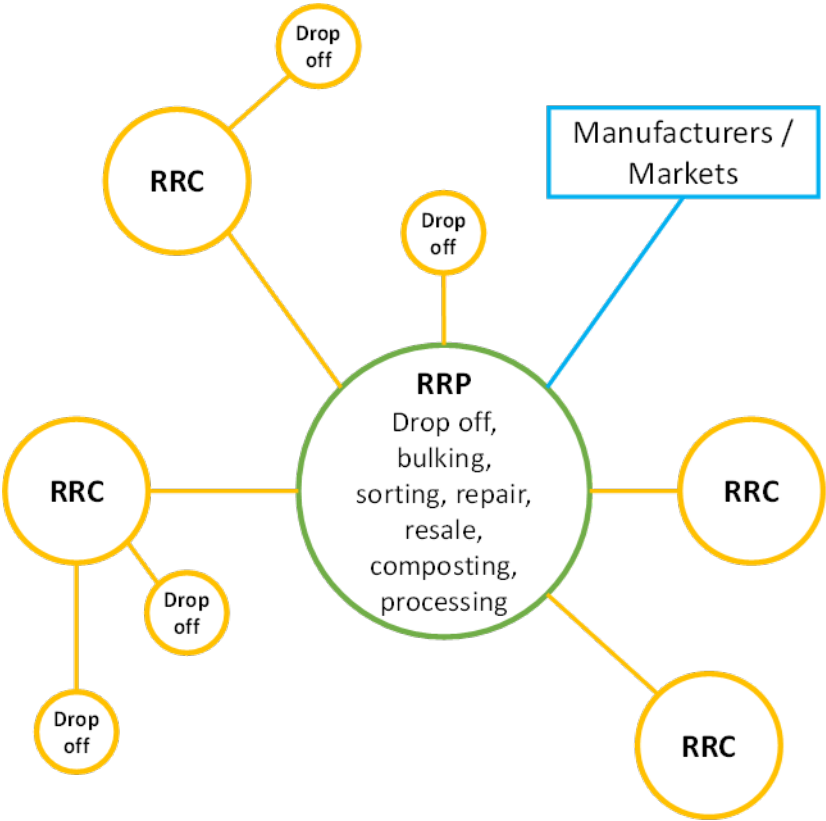 Drop
off
RRC
Manufacturers /
Markets
Drop
off
RRP
Drop off,
bulking,
sorting, repair,
resale,
composting,
processing
RRC
RRC
Drop
off
Drop
off
RRC